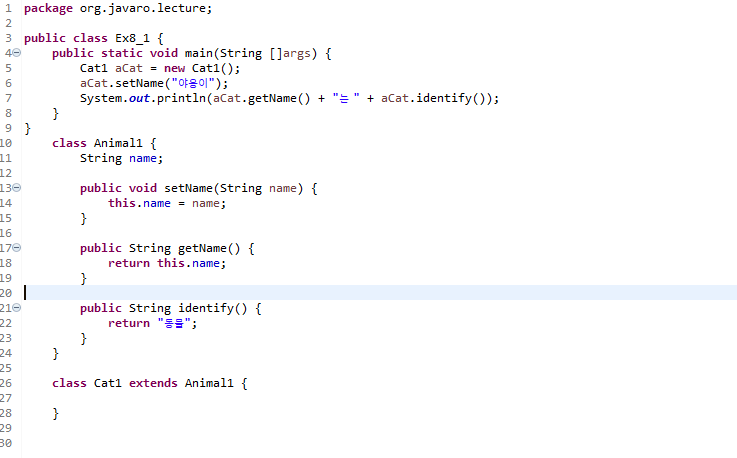 1 package org.javaro.lecture;
2
3 public class Ex8_1 {
4 public static void main(String []args) {
5 Cat1 aCat = new Cat1();
6 aCat.setName("야옹이");
7 System.out.println(aCat.getName() + "는 " + aCat.identify());
8 }
9 }
10 class Animal1 {
11 String name;
12
13 public void setName(String name) {
14 this.name = name;
15 }
16
17 public String getName() {
18 return this.name;
19 }
20
21 public String identify() {
22 return "동물";
23 }
24 }
25
26 class Cat1 extends Animal1 {
27
28 }
29
30